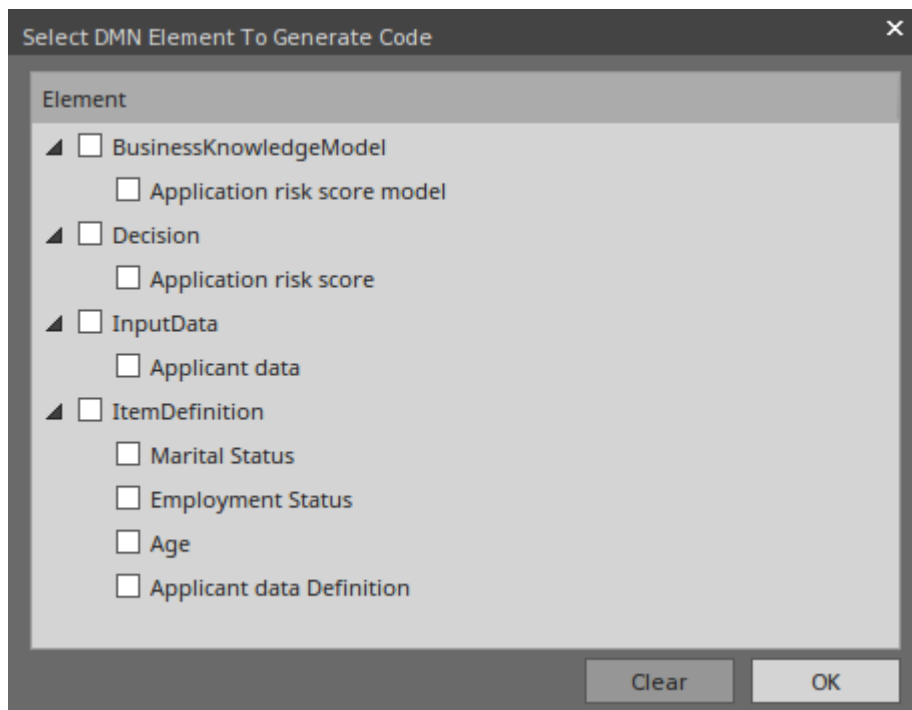 Select DMN Element To Generate Code
Element
BusinessKnowledgeModel
Application risk score model
Decision
Application risk score
InputData
Applicant data
ItemDefinition
Marital Status
Employment Status
Age
Applicant data Definition
Clear
OK